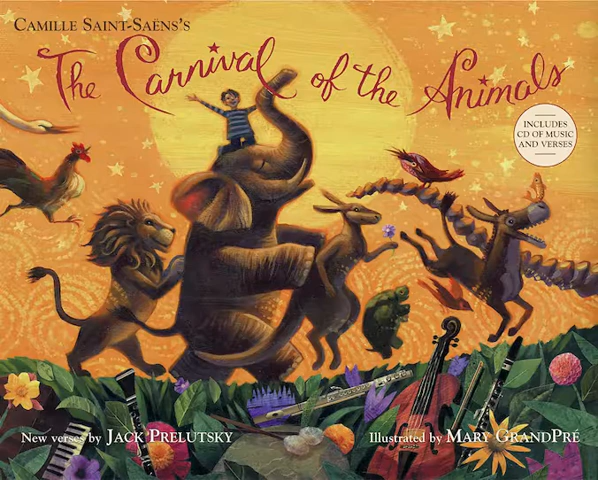 CAMILLE SAINT-SAËNS'S
The Carnival of the Animals
INCLUDES
CD OF MUSIC
AND VERSES
New verses by JACK PRELUTSKY
Illustrated by MARY GRANDPRÉ